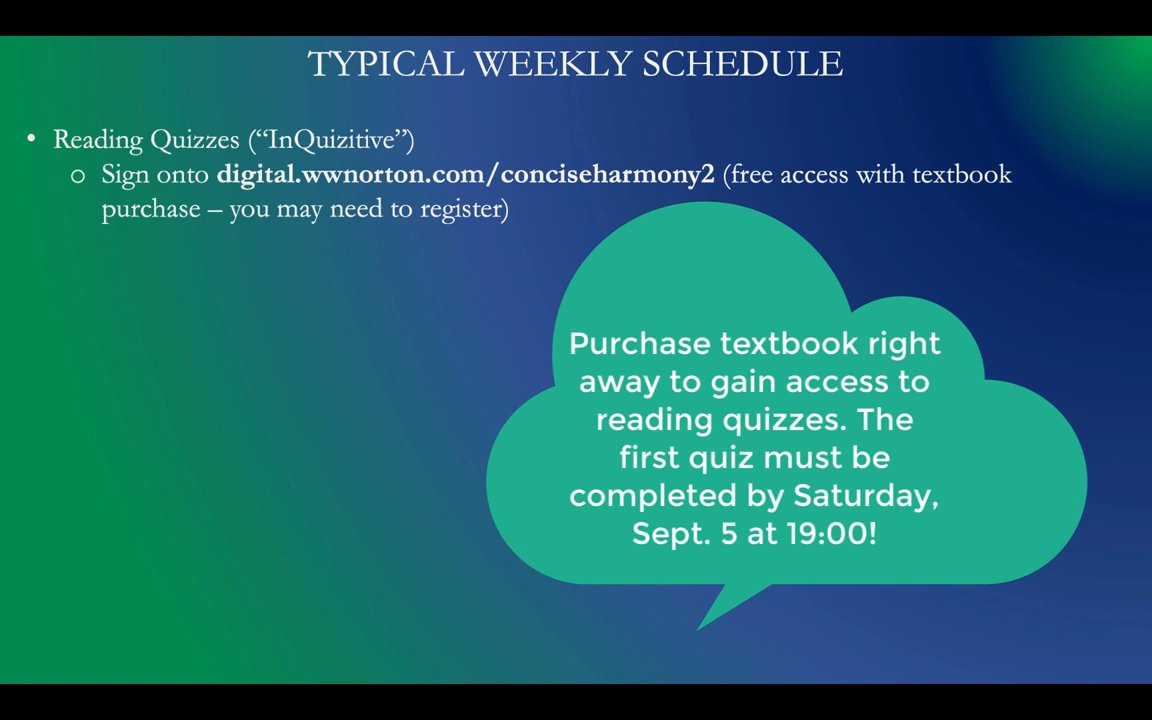 TYPICAL WEEKLY SCHEDULE
• Reading Quizzes (“InQuizitive”)
o Sign onto digital.wwnorton.com/conciseharmony2 (free access with textbook
purchase – you may need to register)
Purchase textbook right
away to gain access to
reading quizzes. The
first quiz must be
completed by Saturday,
Sept. 5 at 19:00!